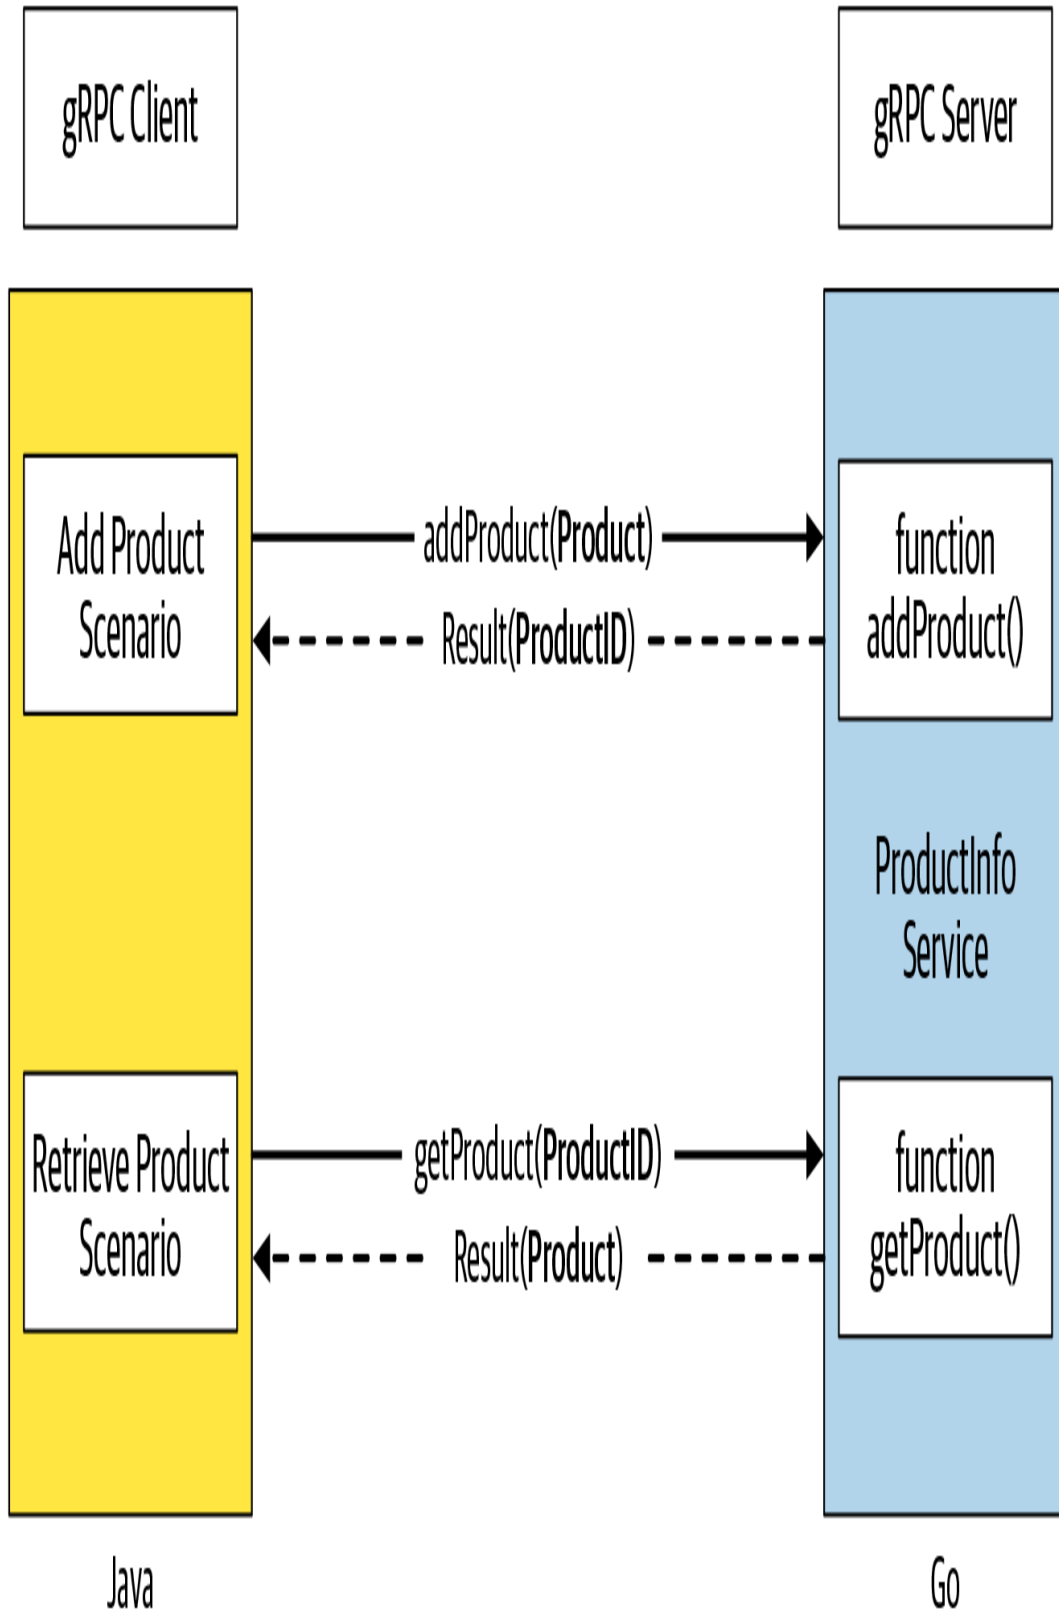 gRPC Client
gRPC Server
Add Product
Scenario
addProduct(Product)
Result(ProductID)
function
addProduct()
ProductInfo
Service
Retrieve Product
Scenario
getProduct(ProductID)
Result(Product)
function
getProduct()
Java
Go